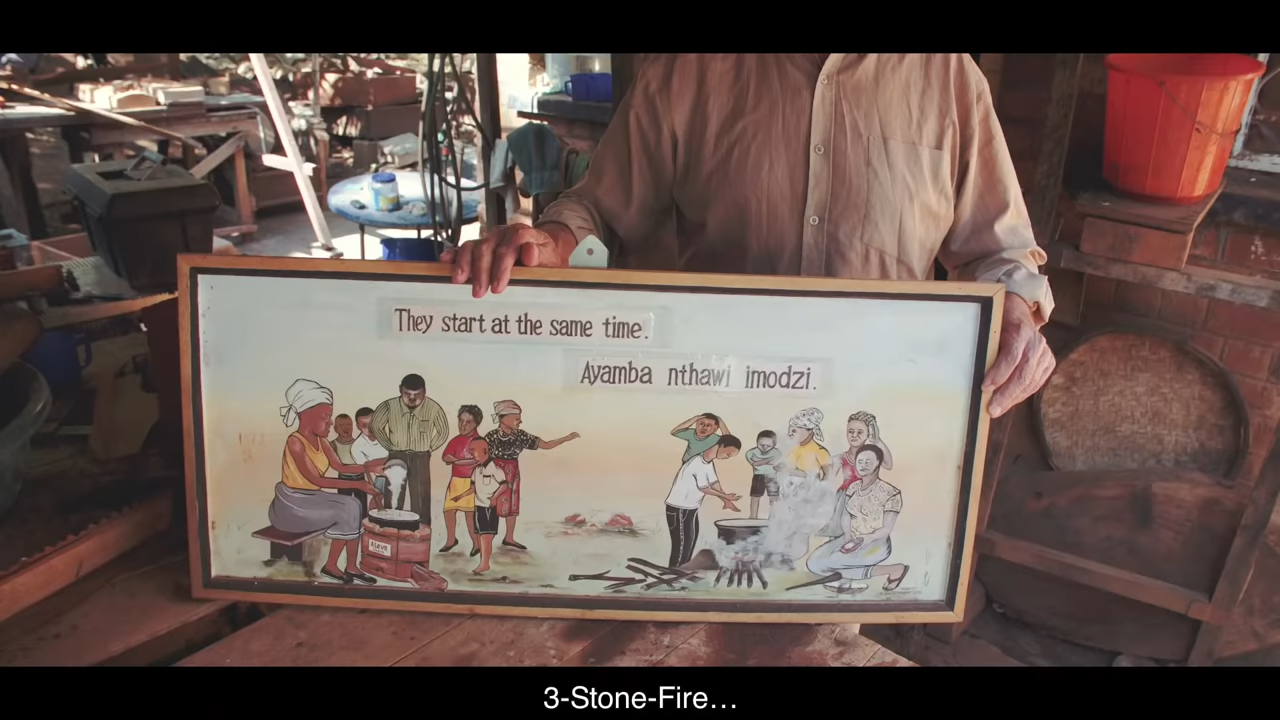 They start at the same time.
Ayamba nthawi imodzi.
3-Stone-Fire…